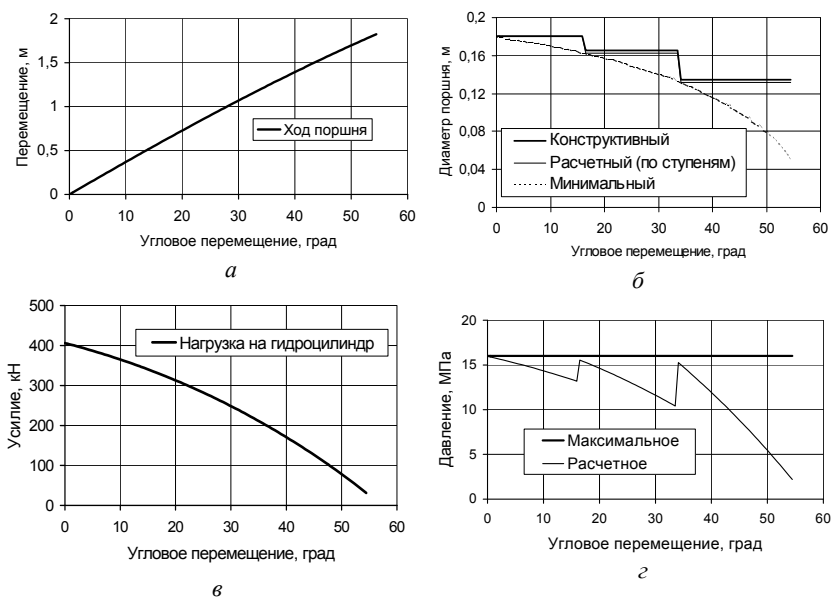 Перемещение, м
2
1,5
1
0,5
0
Ход поршня
0 10 20 30 40 50 60
Угловое перемещение, град
а
Диаметр поршня, м
0,2
0,16
0,12
0,08
0,04
0
Конструктивный
Расчетный (по ступеням)
Минимальный
0 10 20 30 40 50 60
Угловое перемещение, град
б
Усилие, кН
500
400
300
200
100
0
Нагрузка на гидроцилиндр
0 10 20 30 40 50 60
Угловое перемещение, град
в
Давление, МПа
20
15
10
5
0
Максимальное
Расчетное
0 10 20 30 40 50 60
Угловое перемещение, град
г